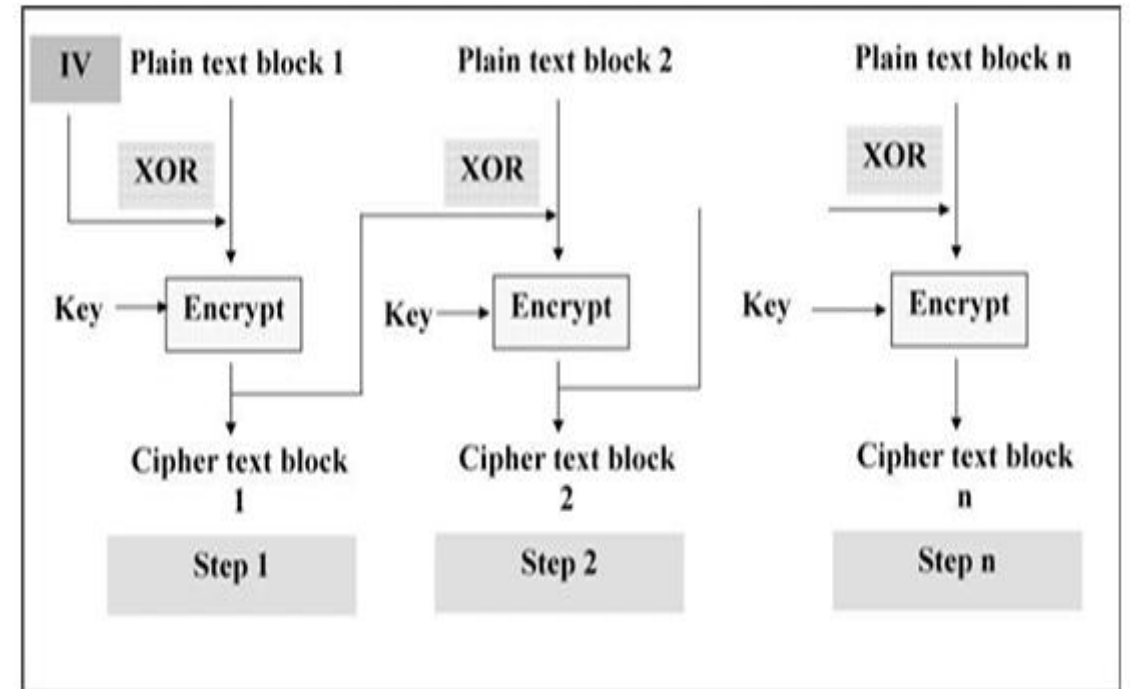 IV
Plain text block 1
Plain text block 2
Plain text block n
XOR
XOR
XOR
Key
Encrypt
Key
Encrypt
Key
Encrypt
Cipher text block
1
Cipher text block
2
Cipher text block
n
Step 1
Step 2
Step n